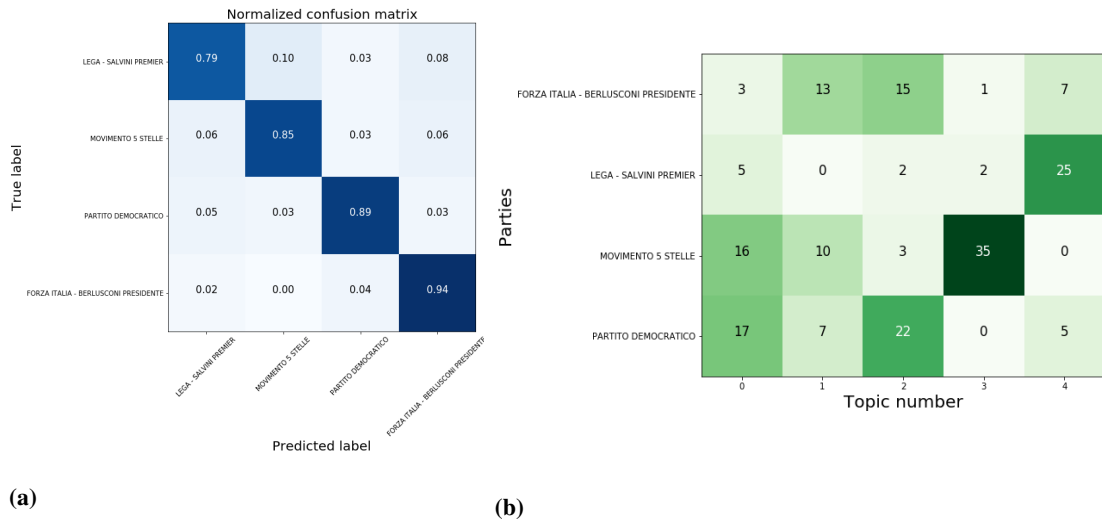 Normalized confusion matrix
True label
LEGA - SALVINI PREMIER 0.79 0.10 0.03 0.08
MOVIMENTO 5 STELLE 0.06 0.85 0.03 0.06
PARTITO DEMOCRATICO 0.05 0.03 0.89 0.03
FORZA ITALIA - BERLUSCONI PRESIDENTE 0.02 0.00 0.04 0.94
LEGA - SALVINI PREMIER
MOVIMENTO 5 STELLE
PARTITO DEMOCRATICO
FORZA ITALIA - BERLUSCONI PRESIDENTE
Predicted label
(a)
Parties
FORZA ITALIA - BERLUSCONI PRESIDENTE 3 13 15 1 7
LEGA - SALVINI PREMIER 5 0 2 2 25
MOVIMENTO 5 STELLE 16 10 3 35 0
PARTITO DEMOCRATICO 17 7 22 0 5
0 1 2 3 4
Topic number
(b)